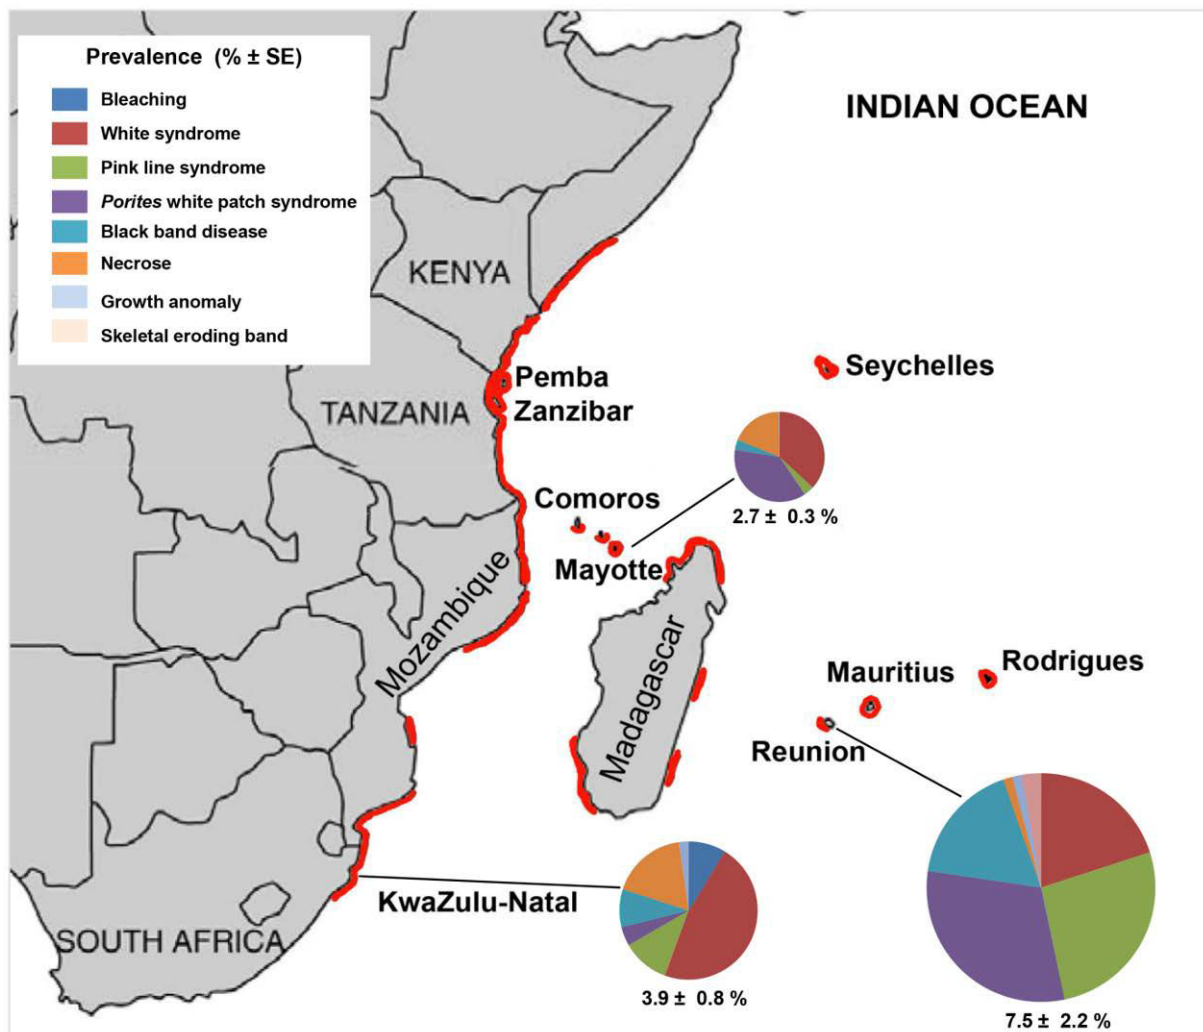 Prevalence (% ± SE)
Bleaching
White syndrome
Pink line syndrome
Porites white patch syndrome
Black band disease
Necrose
Growth anomaly
Skeletal eroding band
INDIAN OCEAN
KENYA
Seychelles
Pemba
TANZANIA
Zanzibar
Comoros
2.7 ± 0.3 %
Mayotte
Mozambique
Madagascar
Mauritius
Rodrigues
Reunion
KwaZulu-Natal
SOUTH AFRICA
3.9 ± 0.8 %
7.5 ± 2.2 %